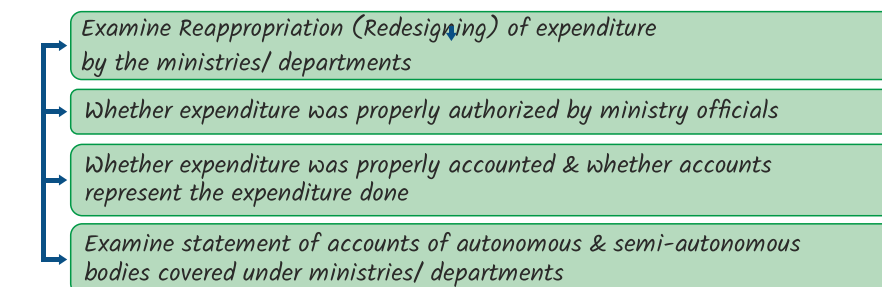 Examine Reappropriation (Redesigning) of expenditure
by the ministries/ departments
Whether expenditure was properly authorized by ministry officials
Whether expenditure was properly accounted & whether accounts
represent the expenditure done
Examine statement of accounts of autonomous & semi-autonomous
bodies covered under ministries/ departments